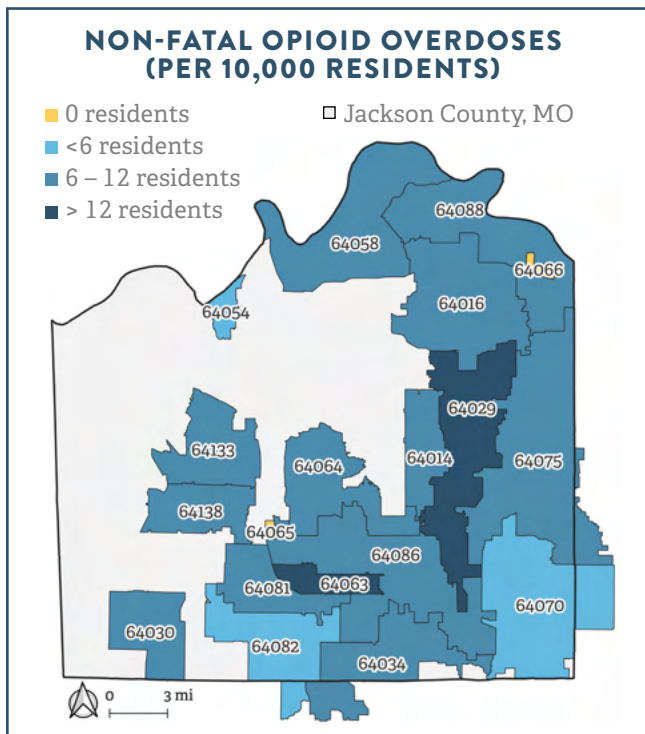 NON-FATAL OPIOID OVERDOSES
(PER 10,000 RESIDENTS)
0 residents
Jackson County, MO
<6 residents
6 – 12 residents
> 12 residents
64088
64058
64066
64016
64054
64029
64133
64064
64014
64075
64138
64065
64086
64081
64063
64070
64030
64082
64034
0 3 mi